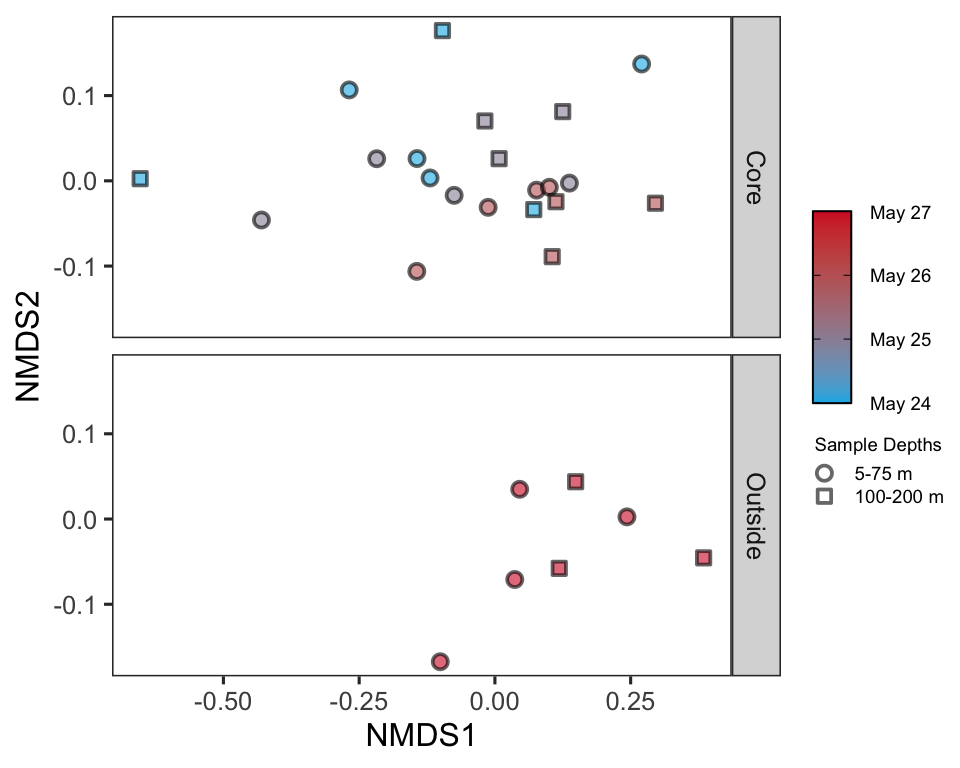 NMDS2
0.1
0.0
-0.1
Core
0.1
0.0
-0.1
Outside
-0.50
-0.25
0.00
0.25
NMDS1
May 27
May 26
May 25
May 24
Sample Depths
5-75 m
100-200 m